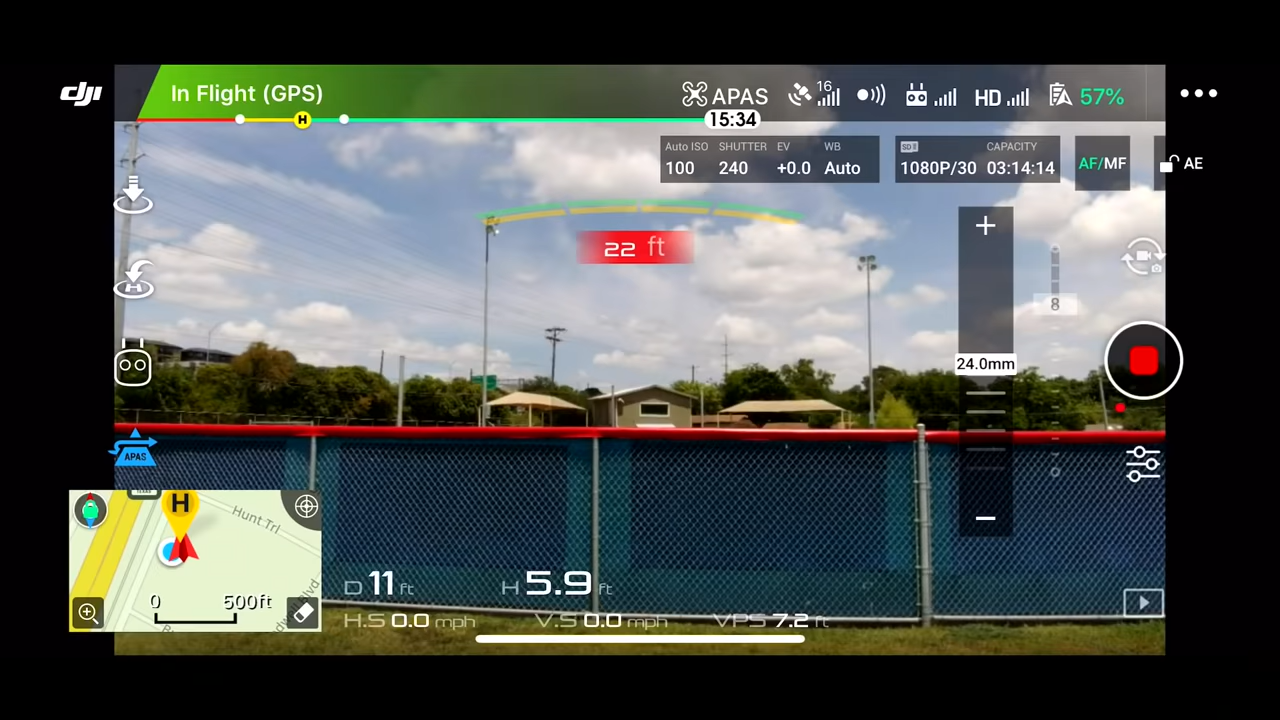 dji
In Flight (GPS)
APAS
16
HD
57%
15:34
H
Auto ISO
100
SHUTTER
240
EV
+0.0
WB
Auto
1080P/30
CAPACITY
03:14:14
AF/MF
AE
22 ft
8
24.0mm
APAS
H
Hunt Trl
0
500ft
D 11 ft
H 5.9 ft
H.S 0.0 mph
V.S 0.0 mph
VPS 7.2 ft